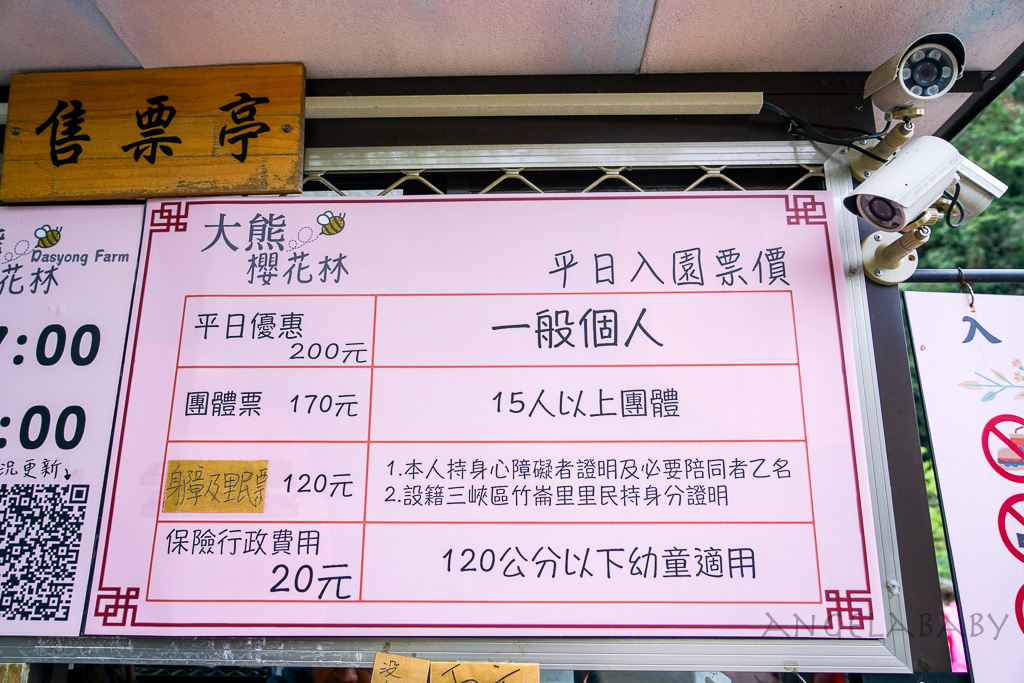 售票亭
Dasyong Farm
花林
7:00
:00
況更新
大熊
櫻花林
平日入園票價
平日優惠
200元
一般個人
團體票 170元
15人以上團體
身障及里民票 120元
1.本人持身心障礙者證明及必要陪同者乙名
2.設籍三峽區竹崙里里民持身分證明
保險行政費用
20元
120公分以下幼童適用
入
沒
ANGELABABY